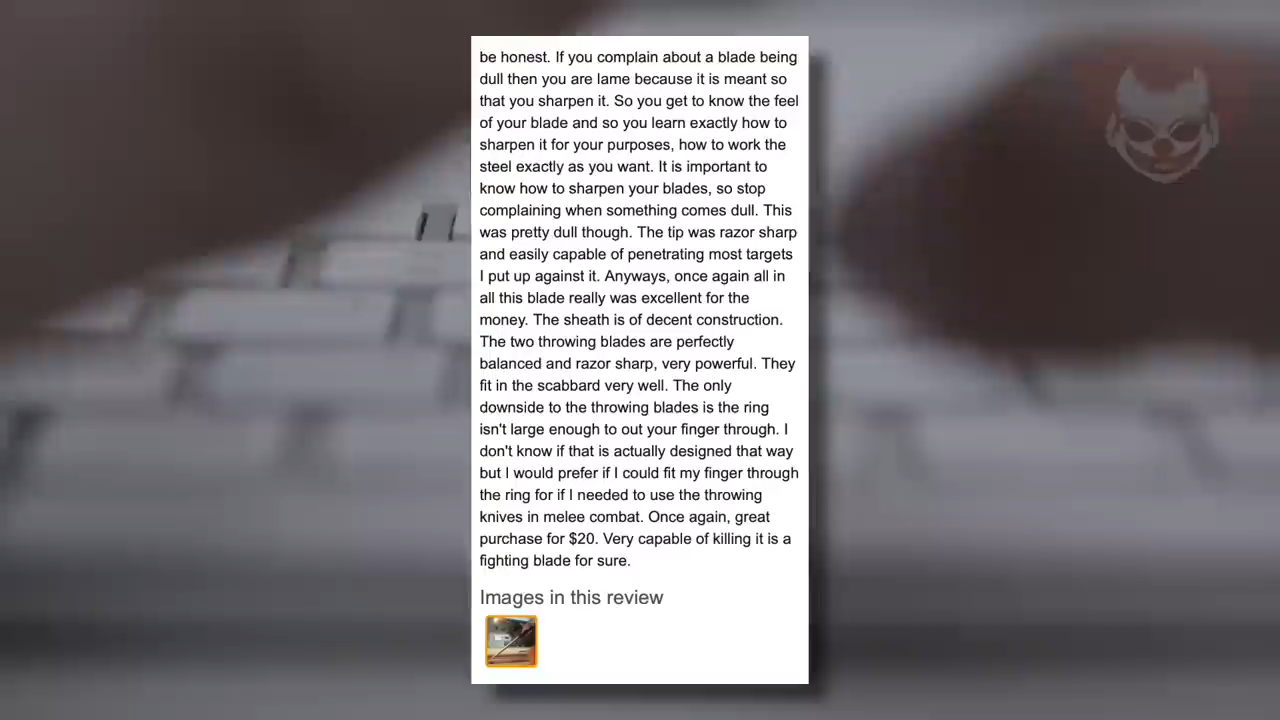 be honest. If you complain about a blade being
dull then you are lame because it is meant so
that you sharpen it. So you get to know the feel
of your blade and so you learn exactly how to
sharpen it for your purposes, how to work the
steel exactly as you want. It is important to
know how to sharpen your blades, so stop
complaining when something comes dull. This
was pretty dull though. The tip was razor sharp
and easily capable of penetrating most targets
I put up against it. Anyways, once again all in
all this blade really was excellent for the
money. The sheath is of decent construction.
The two throwing blades are perfectly
balanced and razor sharp, very powerful. They
fit in the scabbard very well. The only
downside to the throwing blades is the ring
isn't large enough to out your finger through. I
don't know if that is actually designed that way
but I would prefer if I could fit my finger through
the ring for if I needed to use the throwing
knives in melee combat. Once again, great
purchase for $20. Very capable of killing it is a
fighting blade for sure.
Images in this review